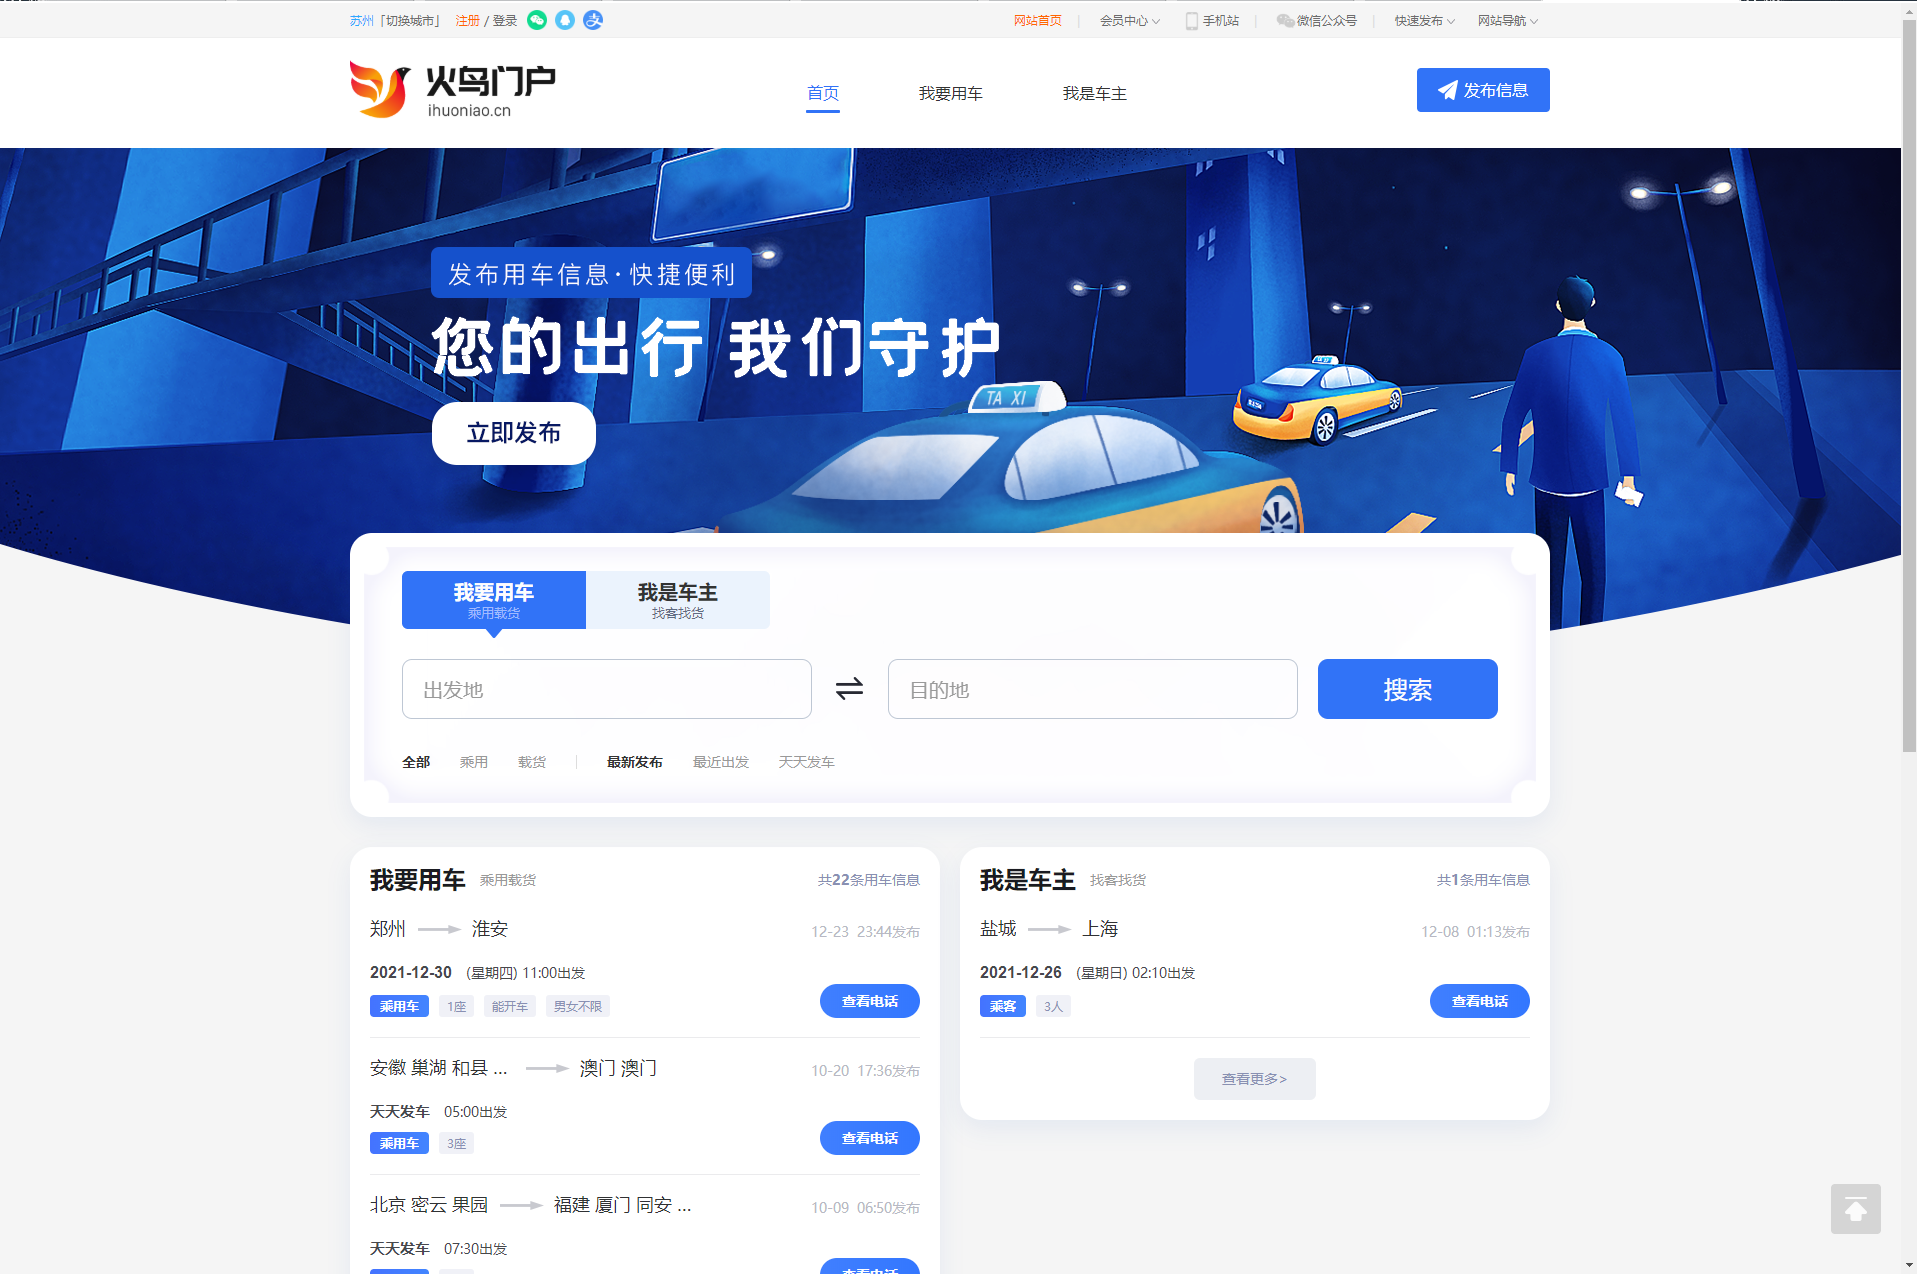 苏州「切换城市」 注册 / 登录 网站首页 会员中心 手机站 微信公众号 快速发布 网站导航
火鸟门户
ihuoniao.cn
首页 我要用车 我是车主 发布信息
发布用车信息·快捷便利
您的出行 我们守护
TAXI
立即发布
我要用车 我是车主
乘用载货 找客找货
出发地 目的地 搜索
全部 乘用 载货 最新发布 最近出发 天天发车
我要用车 乘用载货 共22条用车信息
郑州 淮安 12-23 23:44发布
2021-12-30 (星期四) 11:00出发
乘用车 1座 能开车 男女不限 查看电话
安徽 巢湖 和县 ... 澳门 澳门 10-20 17:36发布
天天发车 05:00出发
乘用车 3座 查看电话
北京 密云 果园 福建 厦门 同安 ... 10-09 06:50发布
天天发车 07:30出发
查看电话
我是车主 找客找货 共1条用车信息
盐城 上海 12-08 01:13发布
2021-12-26 (星期日) 02:10出发
乘客 3人 查看电话
查看更多>